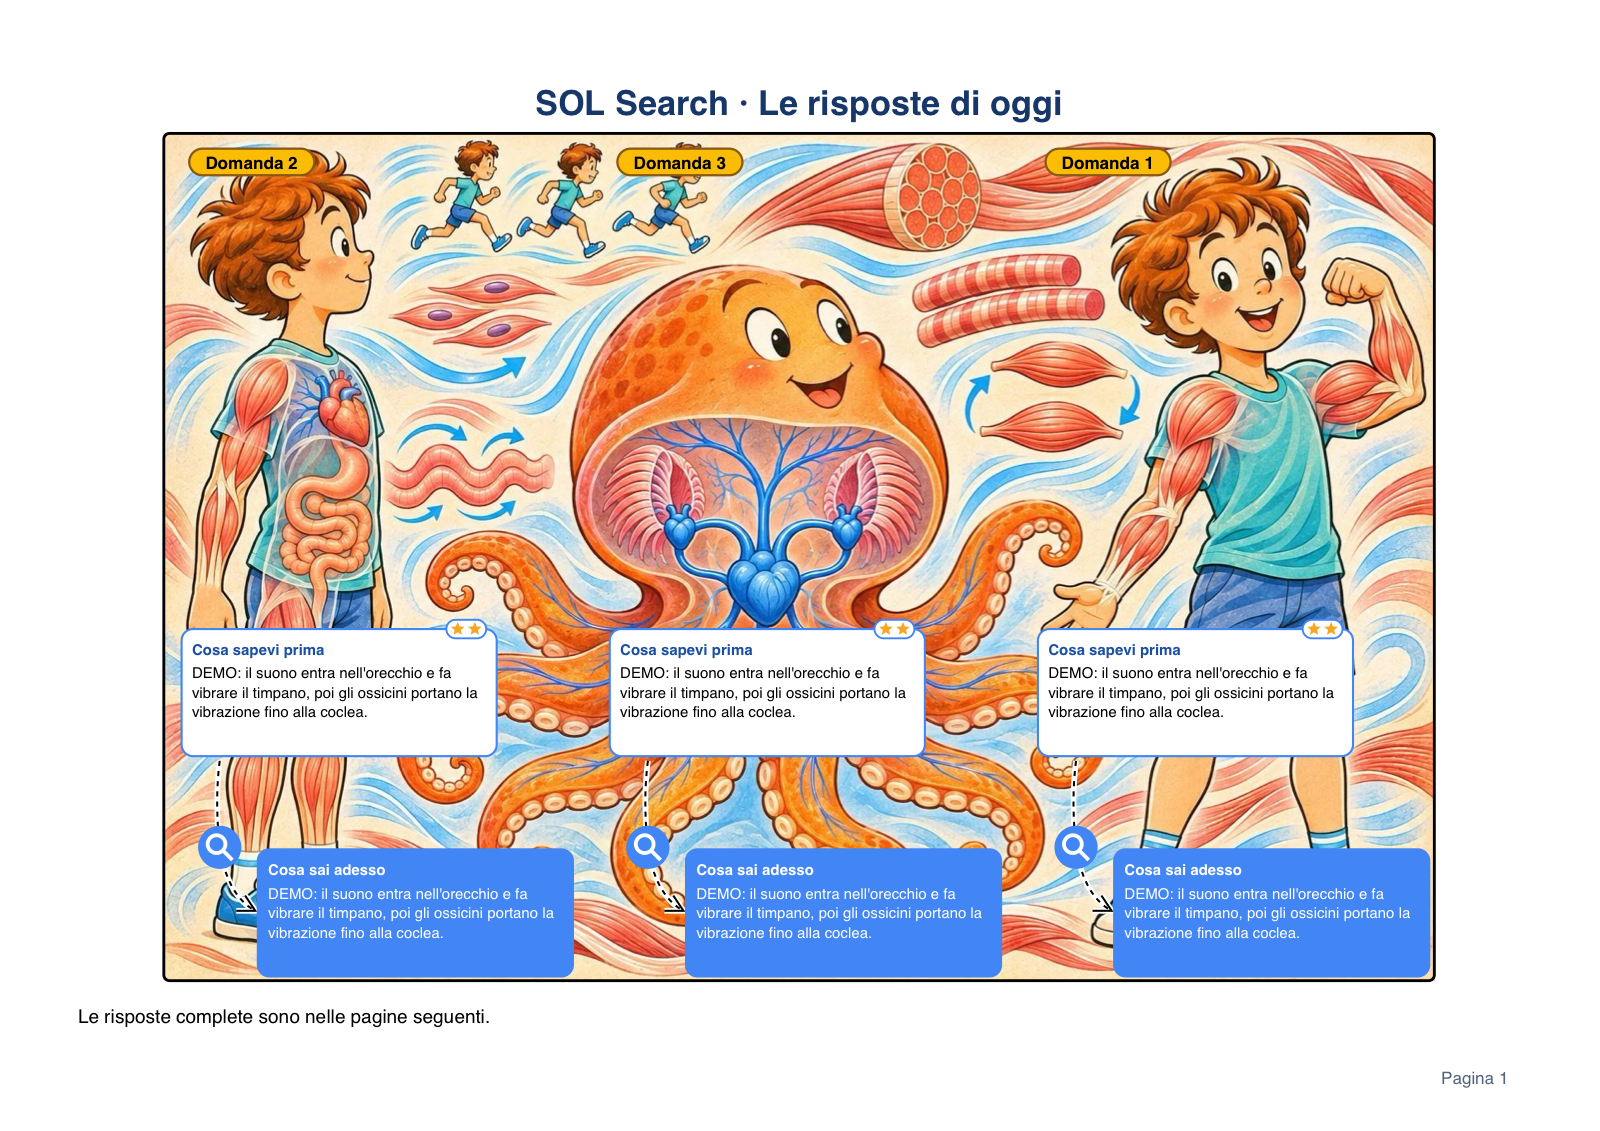 SOL Search · Le risposte di oggi
Domanda 2
Domanda 3
Domanda 1
Cosa sapevi prima
DEMO: il suono entra nell'orecchio e fa
vibrare il timpano, poi gli ossicini portano la
vibrazione fino alla coclea.
Cosa sapevi prima
DEMO: il suono entra nell'orecchio e fa
vibrare il timpano, poi gli ossicini portano la
vibrazione fino alla coclea.
Cosa sapevi prima
DEMO: il suono entra nell'orecchio e fa
vibrare il timpano, poi gli ossicini portano la
vibrazione fino alla coclea.
Cosa sai adesso
DEMO: il suono entra nell'orecchio e fa
vibrare il timpano, poi gli ossicini portano la
vibrazione fino alla coclea.
Cosa sai adesso
DEMO: il suono entra nell'orecchio e fa
vibrare il timpano, poi gli ossicini portano la
vibrazione fino alla coclea.
Cosa sai adesso
DEMO: il suono entra nell'orecchio e fa
vibrare il timpano, poi gli ossicini portano la
vibrazione fino alla coclea.
Le risposte complete sono nelle pagine seguenti.
Pagina 1